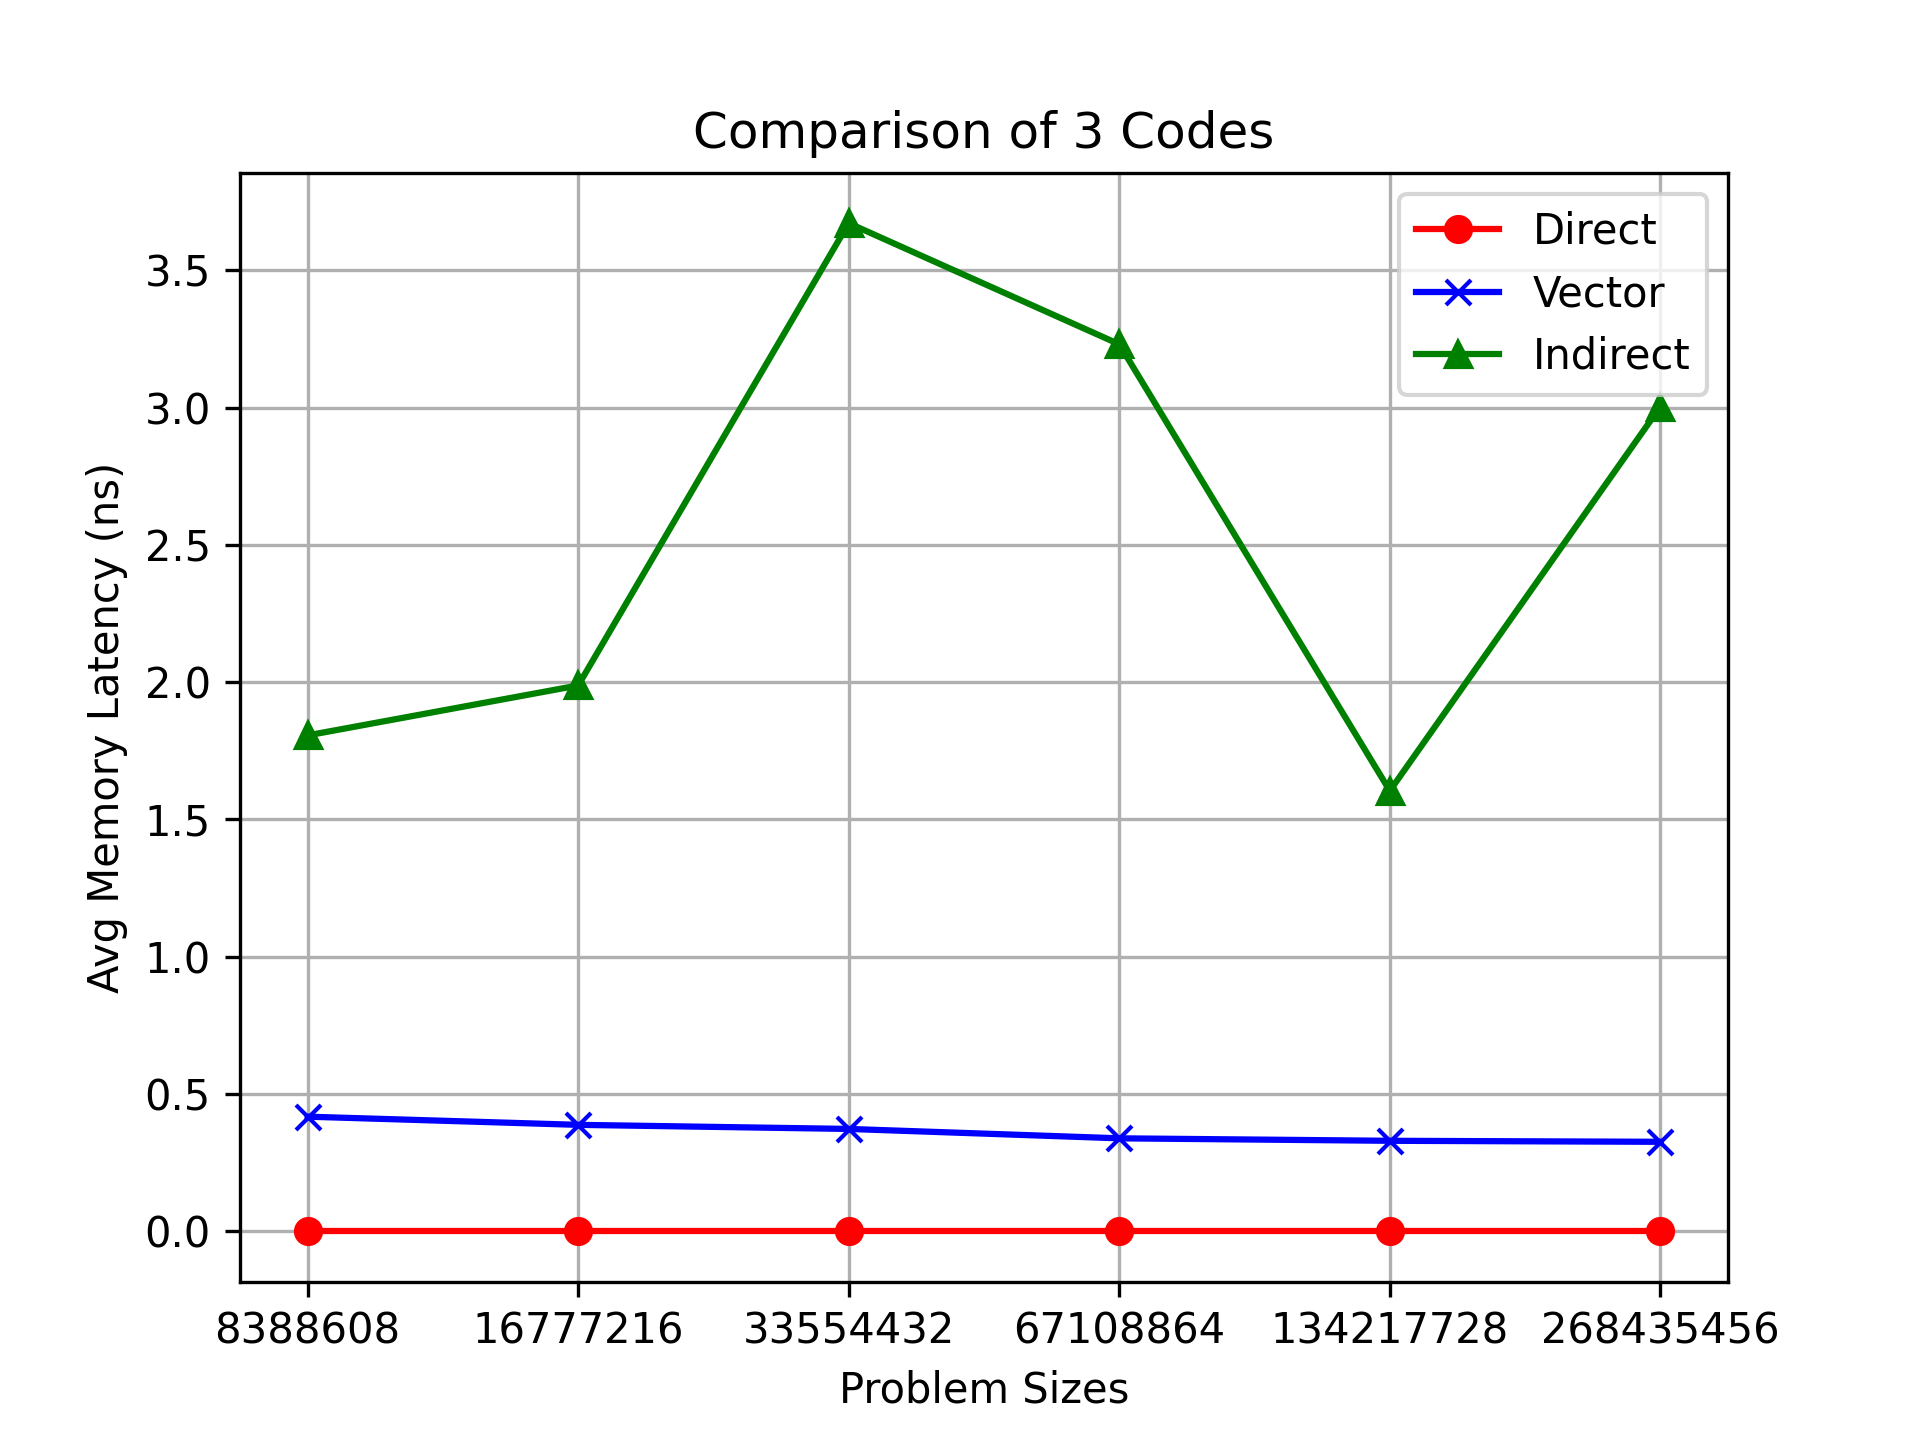 Comparison of 3 Codes
Direct
Vector
Indirect
Avg Memory Latency (ns)
3.5
3.0
2.5
2.0
1.5
1.0
0.5
0.0
8388608 16777216 33554432 67108864 134217728 268435456
Problem Sizes